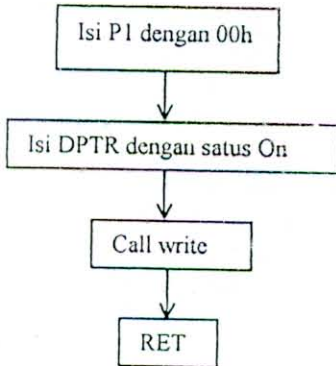 Isi P1 dengan 00h
Isi DPTR dengan satus On
Call write
RET